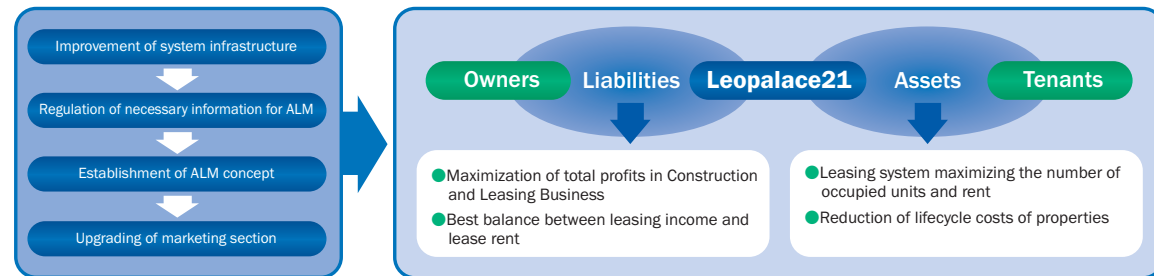 Improvement of system infrastructure
Regulation of necessary information for ALM
Establishment of ALM concept
Upgrading of marketing section
Owners Liabilities Leopalace21 Assets Tenants
●Maximization of total profits in Construction
and Leasing Business
●Best balance between leasing income and
lease rent
●Leasing system maximizing the number of
occupied units and rent
●Reduction of lifecycle costs of properties